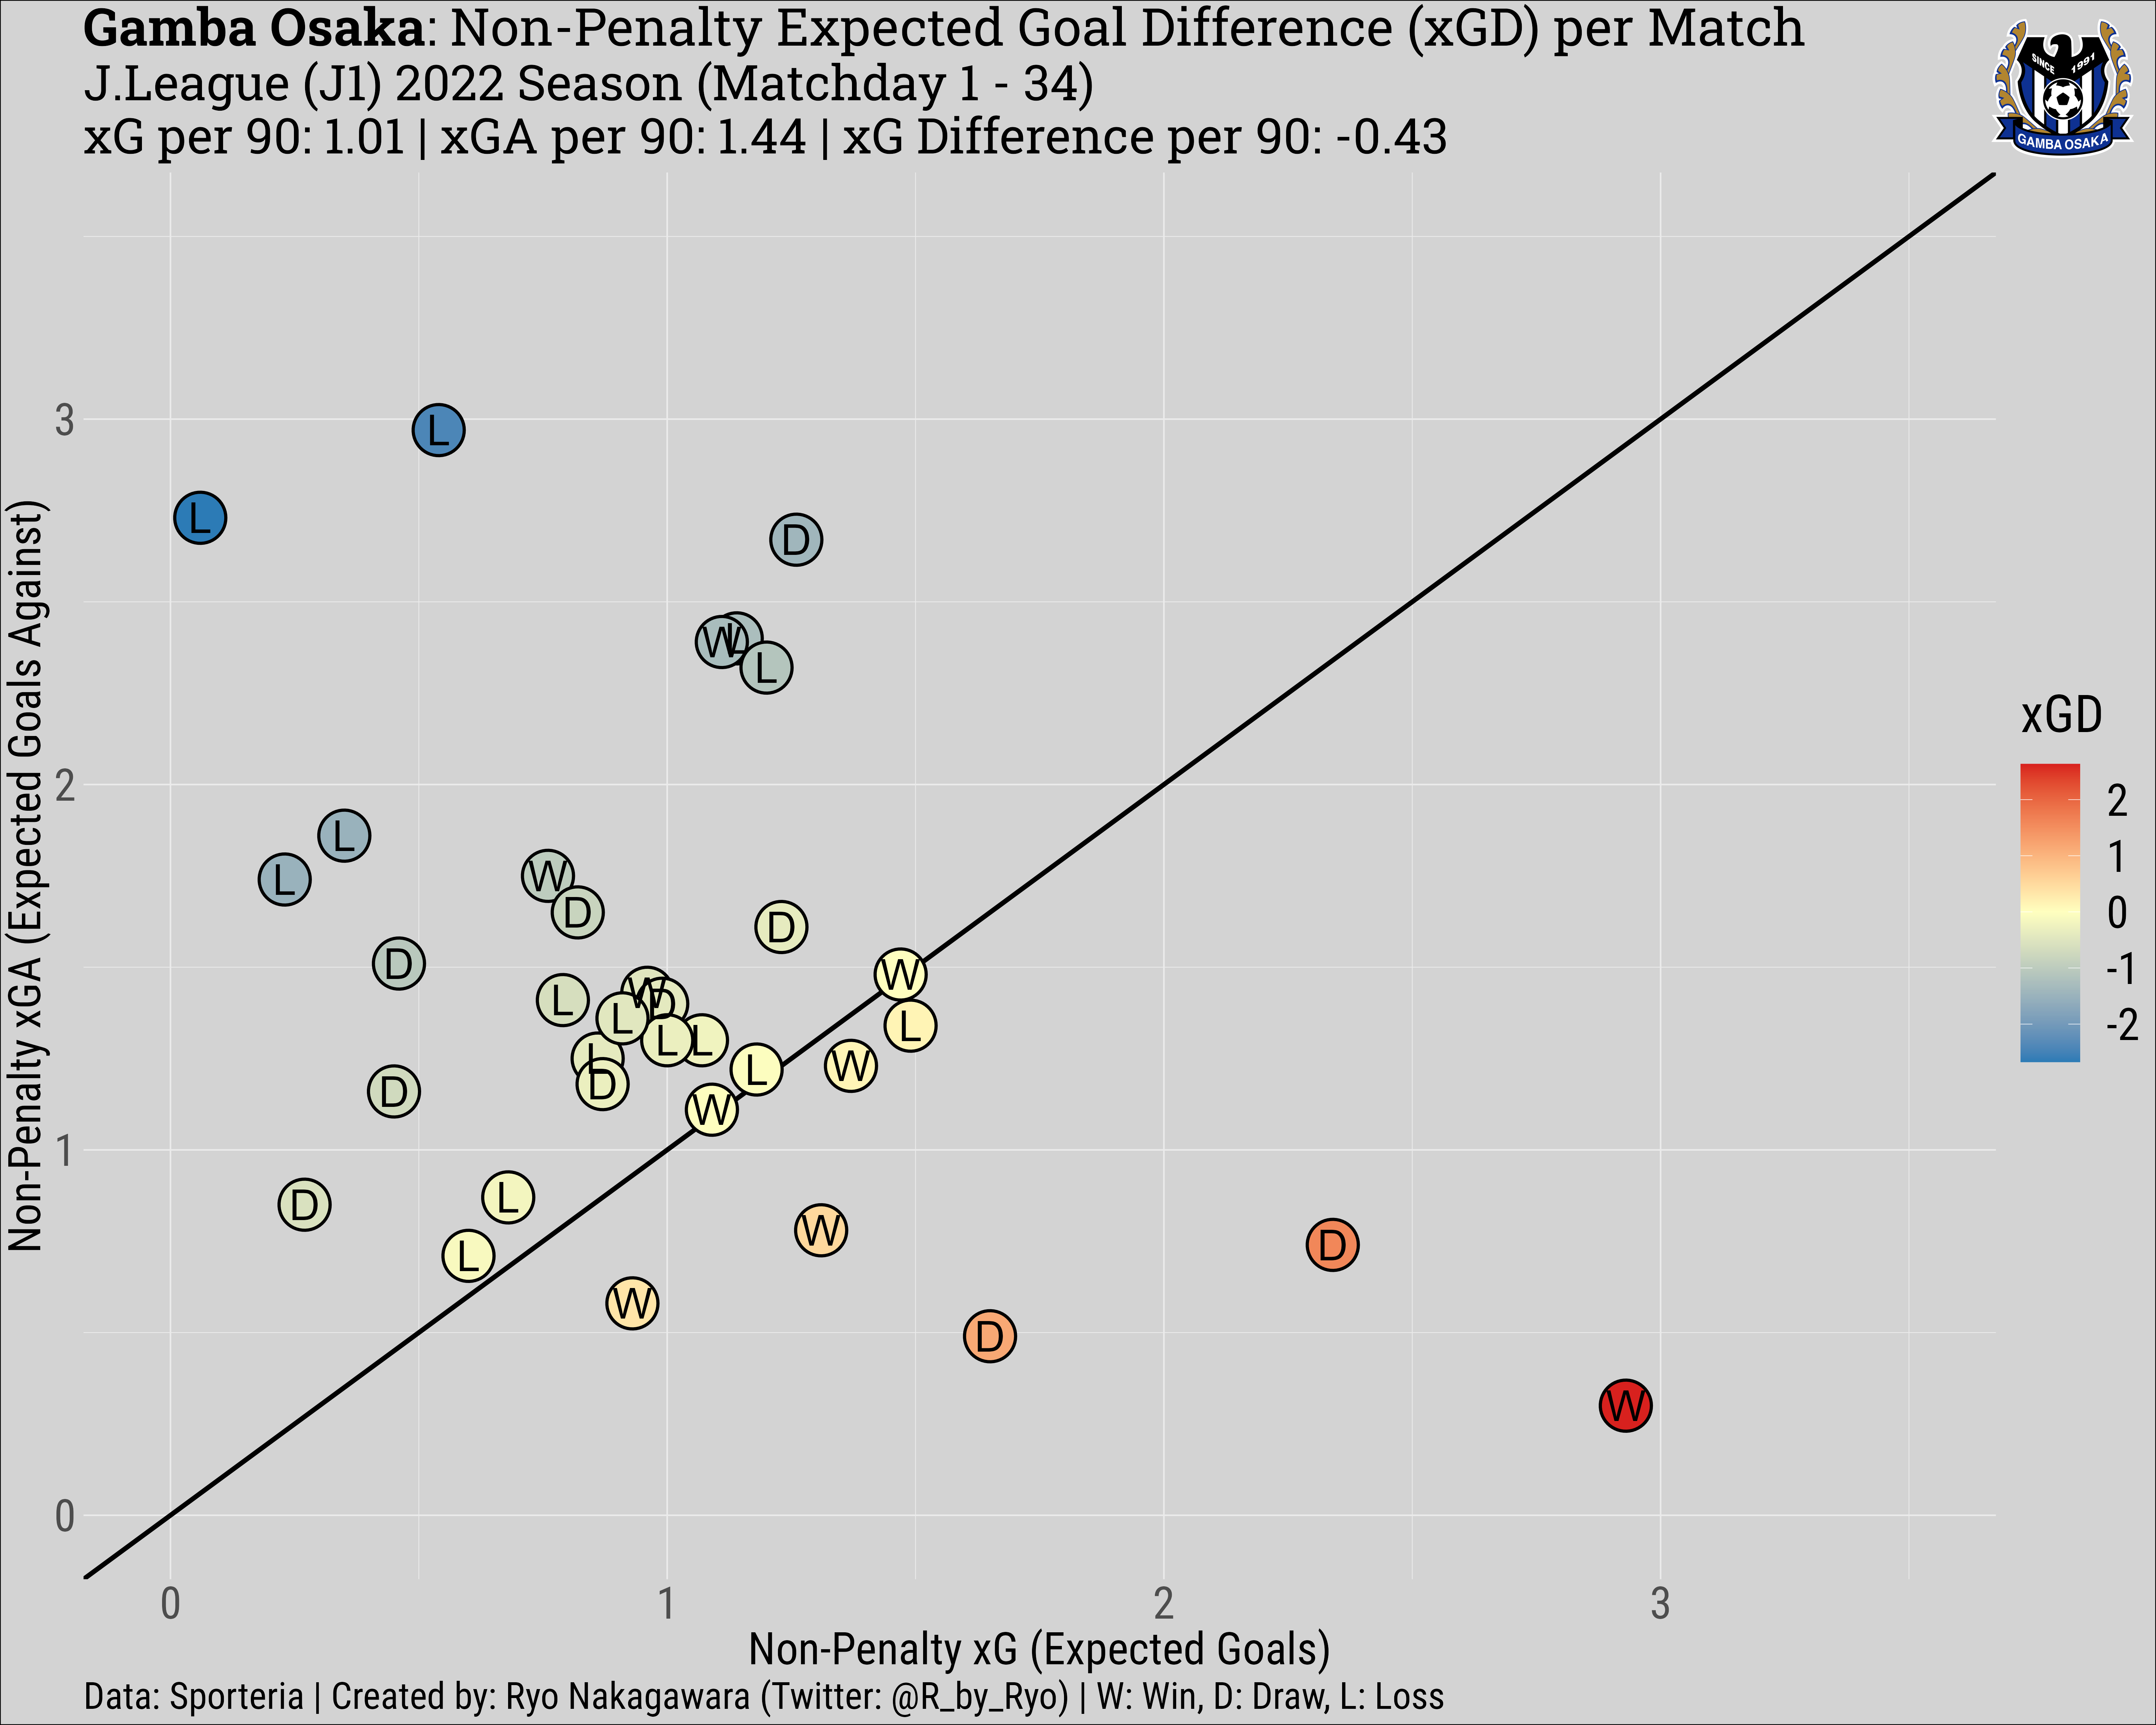 Gamba Osaka: Non-Penalty Expected Goal Difference (xGD) per Match
J.League (J1) 2022 Season (Matchday 1 - 34)
xG per 90: 1.01 | xGA per 90: 1.44 | xG Difference per 90: -0.43
SINCE 1991
GAMBA OSAKA
Non-Penalty xGA (Expected Goals Against)
3
2
1
0
L
L
D
W
L
L
L
L
W
D
D
D
W
L
L
W
D
L
L
L
L
W
L
D
L
D
W
D
L
L
W
D
W
D
W
xGD
2
1
0
-1
-2
0
1
2
3
Non-Penalty xG (Expected Goals)
Data: Sporteria | Created by: Ryo Nakagawara (Twitter: @R_by_Ryo) | W: Win, D: Draw, L: Loss